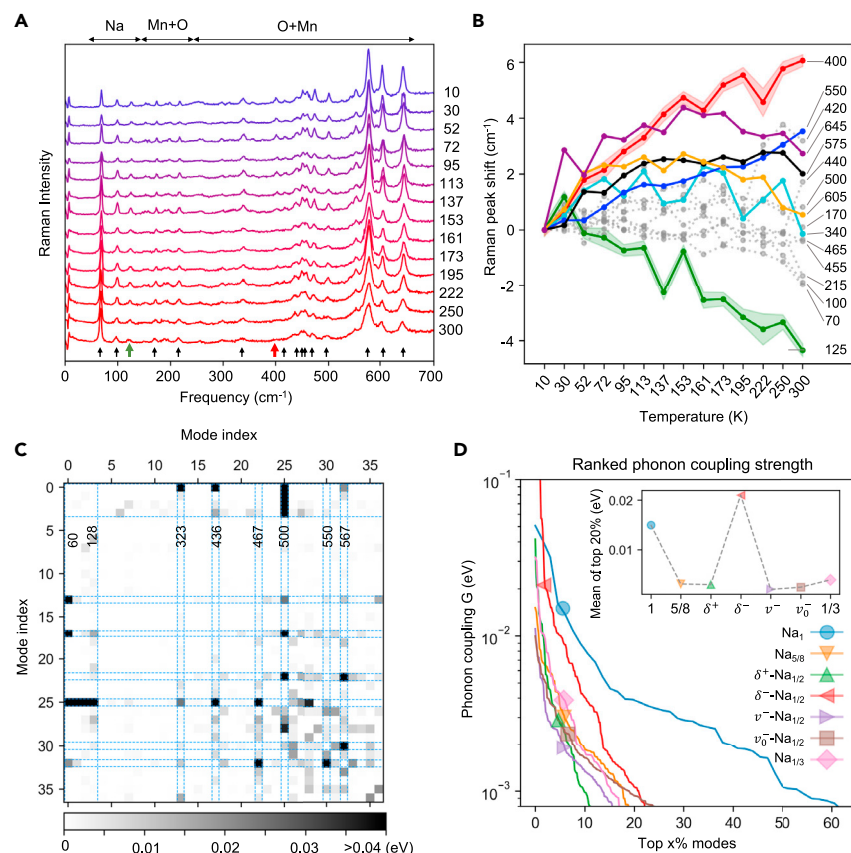 A
Na
Mn+O
O+Mn
Raman Intensity
10
30
52
72
95
113
137
153
161
173
195
222
250
300
0 100 200 300 400 500 600 700
Frequency (cm-1)
B
Raman peak shift (cm-1)
6
4
2
0
-2
-4
400
550
420
645
575
440
500
605
170
340
465
455
215
100
70
125
10 30 52 72 95 113 137 153 161 173 195 222 250 300
Temperature (K)
C
Mode index
0 5 10 15 20 25 30 35
Mode index
0
5
10
15
20
25
30
35
60 128 323 436 467 500 550 567
0 0.01 0.02 0.03 >0.04 (eV)
D
Ranked phonon coupling strength
Phonon coupling G (eV)
10-1
10-2
10-3
Mean of top 20% (eV)
0.02
0.01
1 5/8 δ+ δ− ν− ν0− 1/3
Na1
Na5/8
δ+-Na1/2
δ−-Na1/2
ν−-Na1/2
ν0−-Na1/2
Na1/3
0 10 20 30 40 50 60
Top x% modes